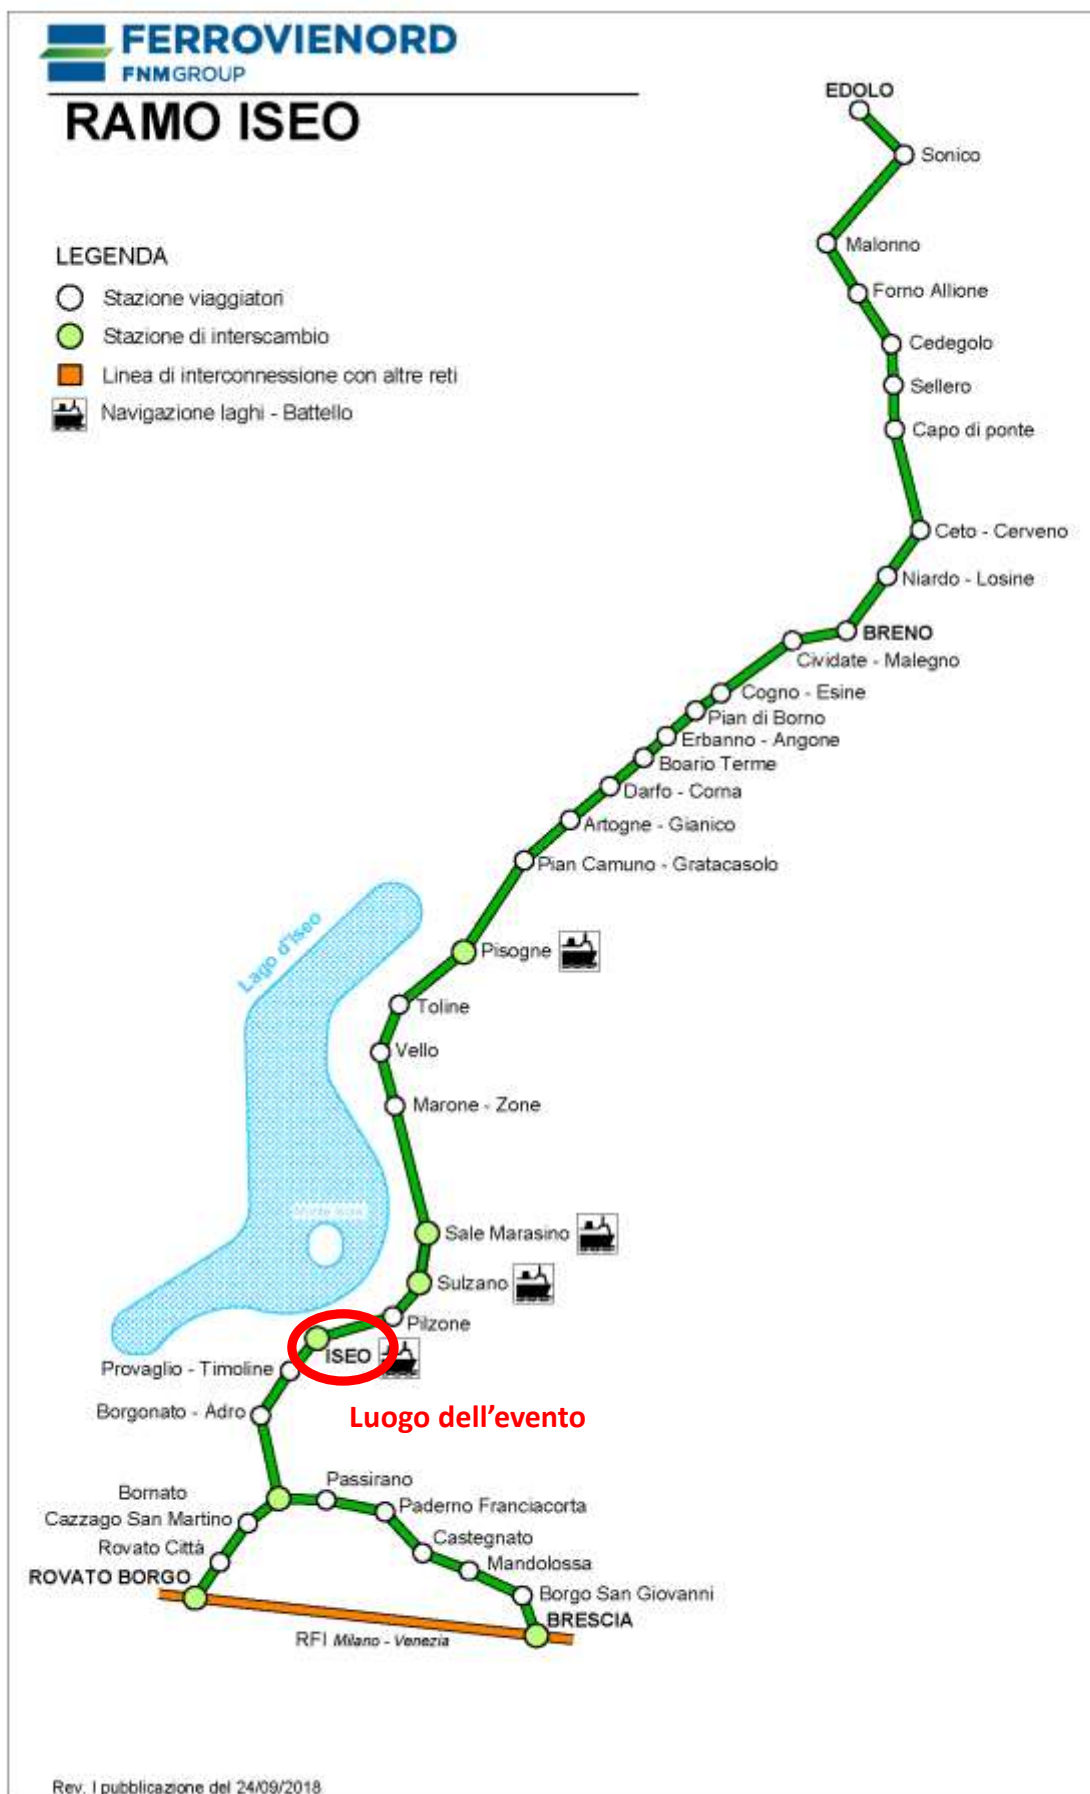 FERROVIENORD
FNMGROUP
RAMO ISEO
LEGENDA
Stazione viaggiatori
Stazione di interscambio
Linea di interconnessione con altre reti
Navigazione laghi - Battello
EDOLO
Sonico
Malonno
Forno Allione
Cedegolo
Sellero
Capo di ponte
Ceto - Cerveno
Niardo - Losine
BRENO
Cividate - Malegno
Cogno - Esine
Pian di Borno
Erbanno - Angone
Boario Terme
Darfo - Corna
Artogne - Gianico
Pian Camuno - Gratacasolo
Lago d'Iseo
Pisogne
Toline
Vello
Marone - Zone
Monte Isola
Sale Marasino
Sulzano
Pilzone
ISEO
Provaglio - Timoline
Luogo dell'evento
Borgonato - Adro
Bornato
Passirano
Cazzago San Martino
Paderno Franciacorta
Rovato Città
Castegnato
ROVATO BORGO
Mandolossa
Borgo San Giovanni
BRESCIA
RFI Milano - Venezia
Rev. I pubblicazione del 24/09/2018